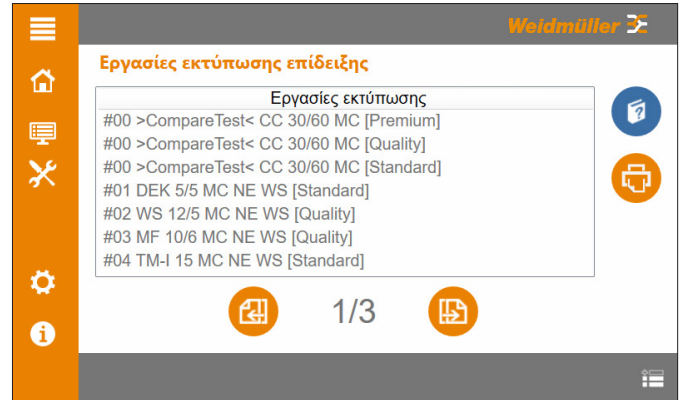 Weidmüller
Εργασίες εκτύπωσης επίδειξης
Εργασίες εκτύπωσης
#00 >CompareTest< CC 30/60 MC [Premium]
#00 >CompareTest< CC 30/60 MC [Quality]
#00 >CompareTest< CC 30/60 MC [Standard]
#01 DEK 5/5 MC NE WS [Standard]
#02 WS 12/5 MC NE WS [Quality]
#03 MF 10/6 MC NE WS [Quality]
#04 TM-I 15 MC NE WS [Standard]
1/3